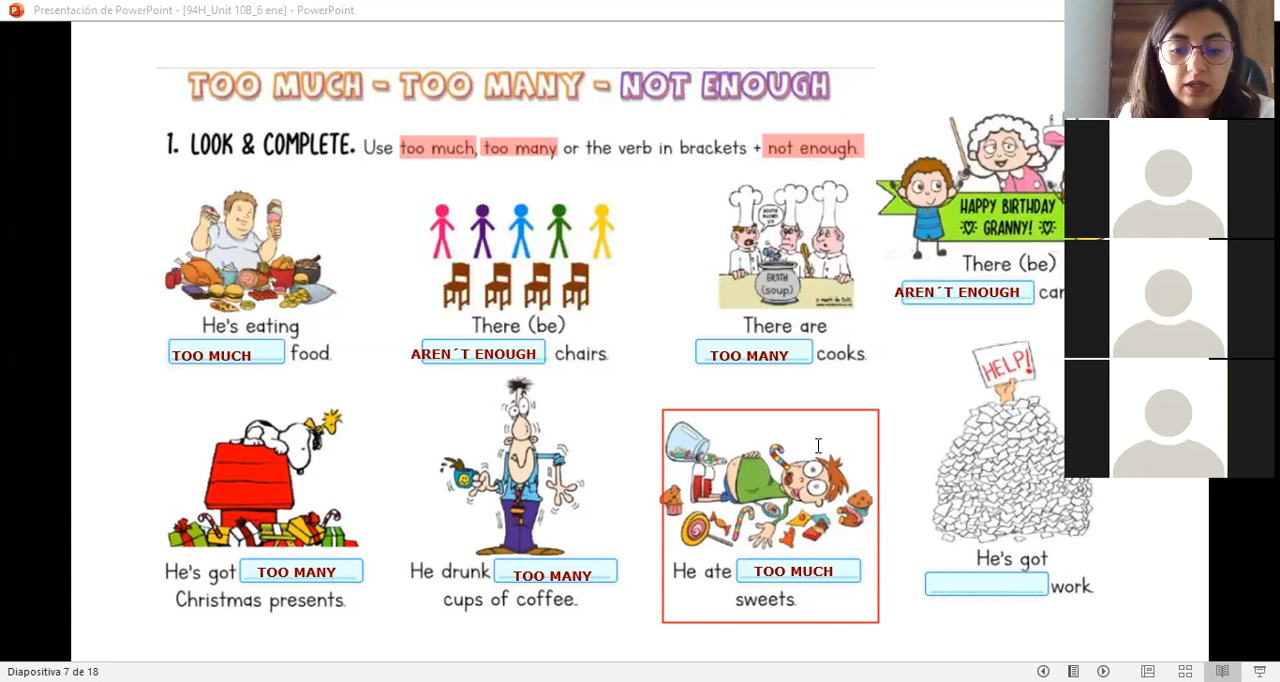 Presentación de PowerPoint - [94H_Unit 10B_6 ene] - PowerPoint
TOO MUCH - TOO MANY - NOT ENOUGH
1. LOOK & COMPLETE. Use too much, too many or the verb in brackets + not enough.
He's eating
TOO MUCH food.
There (be)
AREN´T ENOUGH chairs.
BROTH
(soup)
There are
TOO MANY cooks.
HAPPY BIRTHDAY
GRANNY!
There (be)
AREN´T ENOUGH
He's got TOO MANY
Christmas presents.
He drunk TOO MANY
cups of coffee..
He ate TOO MUCH
sweets.
HELP!
He's got
work.
Diapositiva 7 de 18